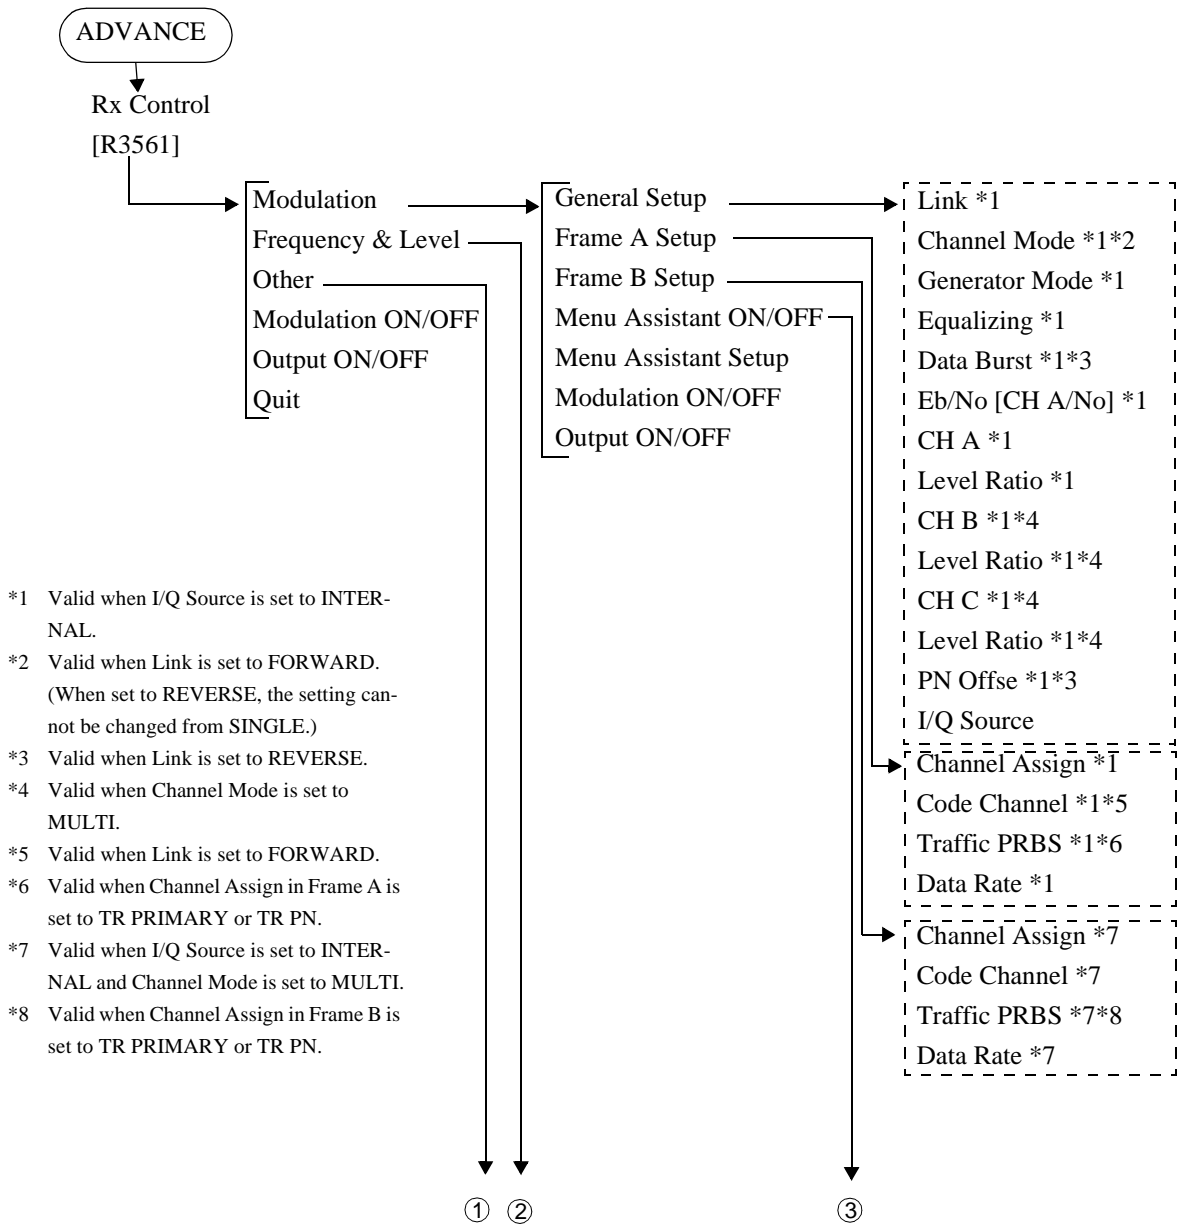 ADVANCE
Rx Control
[R3561]
Modulation
Frequency & Level
Other
Modulation ON/OFF
Output ON/OFF
Quit
General Setup
Frame A Setup
Frame B Setup
Menu Assistant ON/OFF
Menu Assistant Setup
Modulation ON/OFF
Output ON/OFF
Link *1
Channel Mode *1*2
Generator Mode *1
Equalizing *1
Data Burst *1*3
Eb/No [CH A/No] *1
CH A *1
Level Ratio *1
CH B *1*4
Level Ratio *1*4
CH C *1*4
Level Ratio *1*4
PN Offse *1*3
I/Q Source
Channel Assign *1
Code Channel *1*5
Traffic PRBS *1*6
Data Rate *1
Channel Assign *7
Code Channel *7
Traffic PRBS *7*8
Data Rate *7
*1 Valid when I/Q Source is set to INTER-
NAL.
*2 Valid when Link is set to FORWARD.
(When set to REVERSE, the setting can-
not be changed from SINGLE.)
*3 Valid when Link is set to REVERSE.
*4 Valid when Channel Mode is set to
MULTI.
*5 Valid when Link is set to FORWARD.
*6 Valid when Channel Assign in Frame A is
set to TR PRIMARY or TR PN.
*7 Valid when I/Q Source is set to INTER-
NAL and Channel Mode is set to MULTI.
*8 Valid when Channel Assign in Frame B is
set to TR PRIMARY or TR PN.
① ② ③